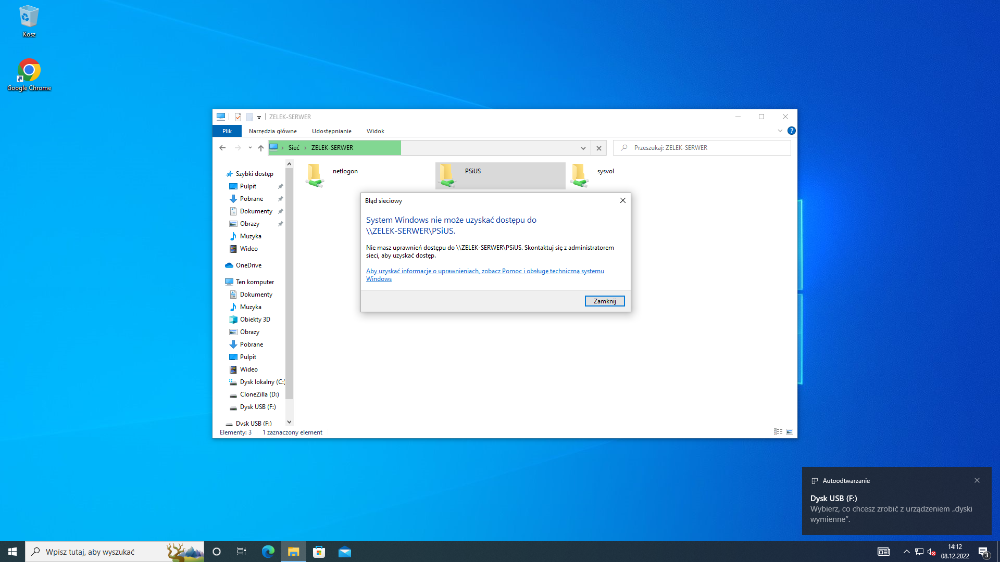 Kosz
Google Chrome
ZELEK-SERWER
Plik Narzędzia główne Udostępnianie Widok
Sieć ZELEK-SERWER
Przeszukaj: ZELEK-SERWER
Szybki dostęp
Pulpit
Pobrane
Dokumenty
Obrazy
Muzyka
Wideo
OneDrive
Ten komputer
Dokumenty
Muzyka
Obiekty 3D
Obrazy
Pobrane
Pulpit
Wideo
Dysk lokalny (C:)
CloneZilla (D:)
Dysk USB (F:)
Dysk USB (F:)
netlogon PSiUS sysvol
Błąd sieciowy
System Windows nie może uzyskać dostępu do
\\ZELEK-SERWER\PSiUS.
Nie masz uprawnień dostępu do \\ZELEK-SERWER\PSiUS. Skontaktuj się z administratorem
sieci, aby uzyskać dostęp.
Aby uzyskać informacje o uprawnieniach, zobacz Pomoc i obsługę techniczną systemu
Windows
Zamknij
Elementy: 3 1 zaznaczony element
Autoodtwarzanie
Dysk USB (F:)
Wybierz, co chcesz zrobić z urządzeniem „dyski
wymienne”.
Wpisz tutaj, aby wyszukać
14:12
08.12.2022
3